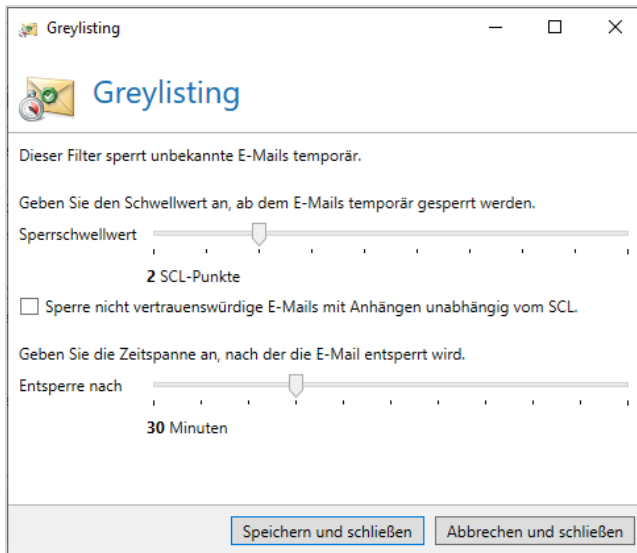 Greylisting
Greylisting
Dieser Filter sperrt unbekannte E-Mails temporär.
Geben Sie den Schwellwert an, ab dem E-Mails temporär gesperrt werden.
Sperrschwellwert
2 SCL-Punkte
Sperre nicht vertrauenswürdige E-Mails mit Anhängen unabhängig vom SCL.
Geben Sie die Zeitspanne an, nach der die E-Mail entsperrt wird.
Entsperre nach
30 Minuten
Speichern und schließen Abbrechen und schließen